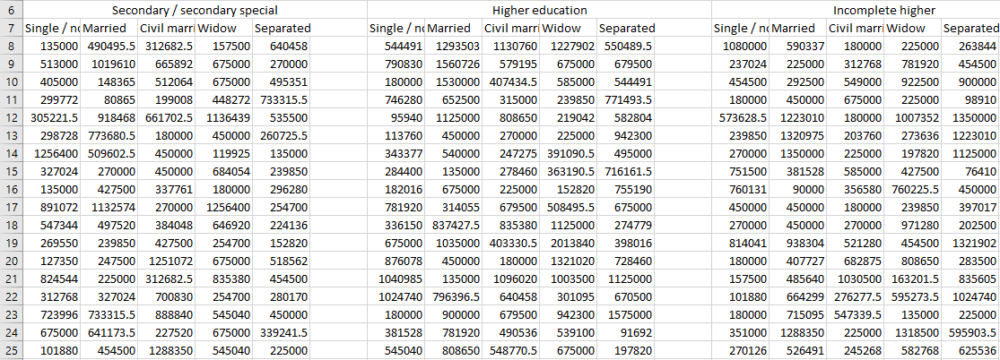 6 Secondary / secondary special Higher education Incomplete higher
7 Single / no Married Civil marri Widow Separated Single / no Married Civil marri Widow Separated Single / no Married Civil marri Widow Separated
8 135000 490495.5 312682.5 157500 640458 544491 1293503 1130760 1227902 550489.5 1080000 590337 180000 225000 263844
9 513000 1019610 665892 675000 270000 790830 1560726 579195 675000 679500 237024 225000 312768 781920 454500
10 405000 148365 512064 675000 495351 180000 1530000 407434.5 585000 544491 454500 292500 549000 922500 900000
11 299772 80865 199008 448272 733315.5 746280 652500 315000 239850 771493.5 180000 450000 675000 225000 98910
12 305221.5 918468 661702.5 1136439 535500 95940 1125000 808650 219042 582804 573628.5 1223010 180000 1007352 1350000
13 298728 773680.5 180000 450000 260725.5 113760 450000 270000 225000 942300 239850 1320975 203760 273636 1223010
14 1256400 509602.5 450000 119925 135000 343377 540000 247275 391090.5 495000 270000 1350000 225000 197820 1125000
15 327024 270000 450000 684054 239850 284400 135000 278460 363190.5 716161.5 751500 381528 585000 427500 76410
16 135000 427500 337761 180000 296280 182016 675000 225000 152820 755190 760131 90000 356580 760225.5 450000
17 891072 1132574 270000 1256400 254700 781920 314055 679500 508495.5 675000 450000 450000 180000 239850 397017
18 547344 497520 384048 646920 224136 336150 837427.5 835380 1125000 274779 270000 450000 270000 971280 202500
19 269550 239850 427500 254700 152820 675000 1035000 403330.5 2013840 398016 814041 938304 521280 454500 1321902
20 127350 247500 1251072 675000 518562 876078 450000 180000 1321020 728460 180000 407727 682875 808650 283500
21 824544 225000 312682.5 835380 454500 1040985 135000 1096020 1003500 1125000 157500 485640 1030500 163201.5 835605
22 312768 327024 700830 254700 280170 1024740 796396.5 640458 301095 670500 101880 664299 276277.5 595273.5 1024740
23 723996 733315.5 888840 545040 450000 180000 900000 679500 942300 1575000 180000 715095 547339.5 135000 225000
24 675000 641173.5 227520 675000 339241.5 381528 781920 490536 539100 91692 351000 1288350 225000 1318500 595903.5
25 101880 454500 1288350 545040 225000 545040 808650 548770.5 675000 197820 270126 526491 245268 582768 625536